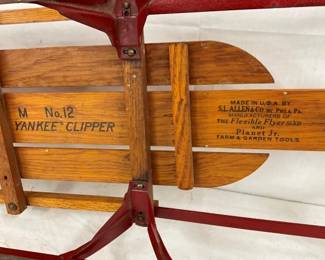 M No.12
YANKEE CLIPPER
MADE IN U.S.A. BY
S.L. ALLEN & CO. INC. PHILA. PA.
MANUFACTURERS OF
THE Flexible Flyer SLED
AND
Planet Jr.
FARM & GARDEN TOOLS